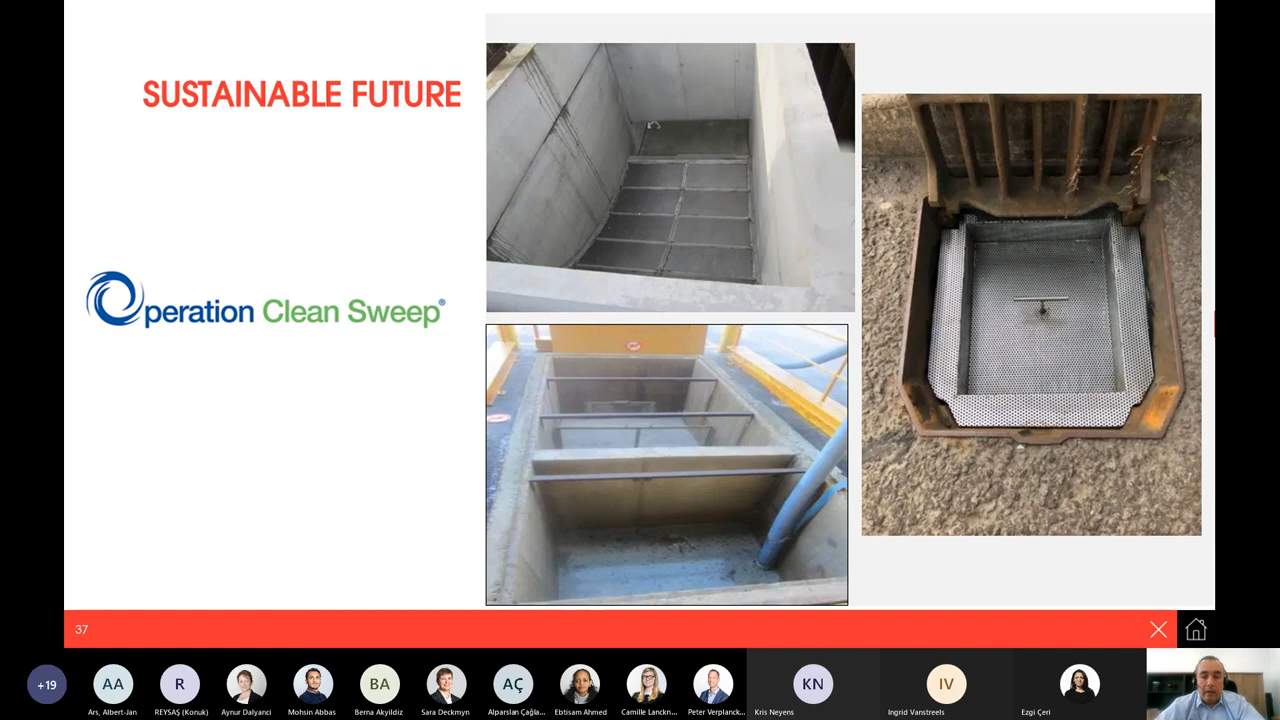 SUSTAINABLE FUTURE
Operation Clean Sweep®
37
+19
AA
R
BA
AÇ
KN
IV
Ars, Albert-Jan
REYSAŞ (Konuk)
Aynur Dalyanci
Mohsin Abbas
Berna Akyildiz
Sara Deckmyn
Alparslan Çağla...
Ebtisam Ahmed
Camille Lanckn...
Peter Verplanck...
Kris Neyens
Ingrid Vanstreels
Ezgi Çeri